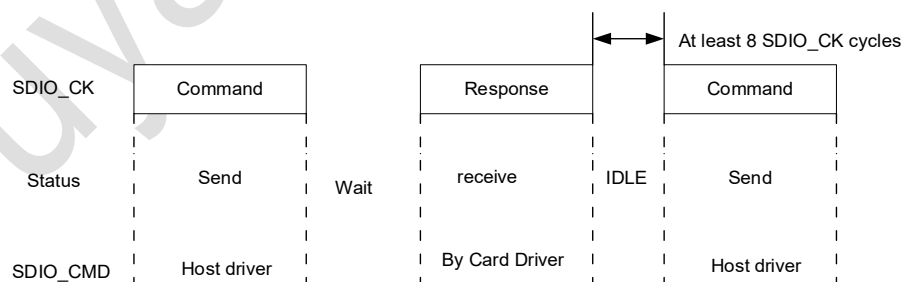 At least 8 SDIO_CK cycles
SDIO_CK Command Response Command
Status Send Wait receive IDLE Send
SDIO_CMD Host driver By Card Driver Host driver